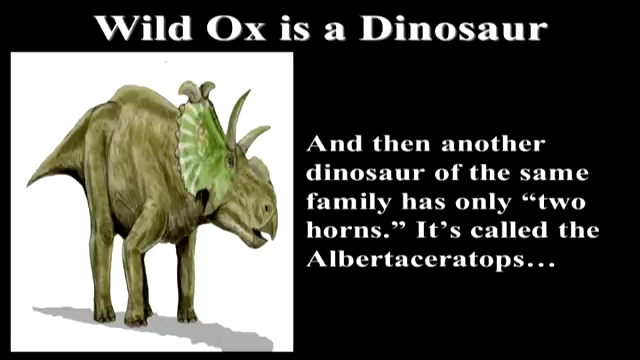 Wild Ox is a Dinosaur
And then another
dinosaur of the same
family has only “two
horns.” It’s called the
Albertaceratops...